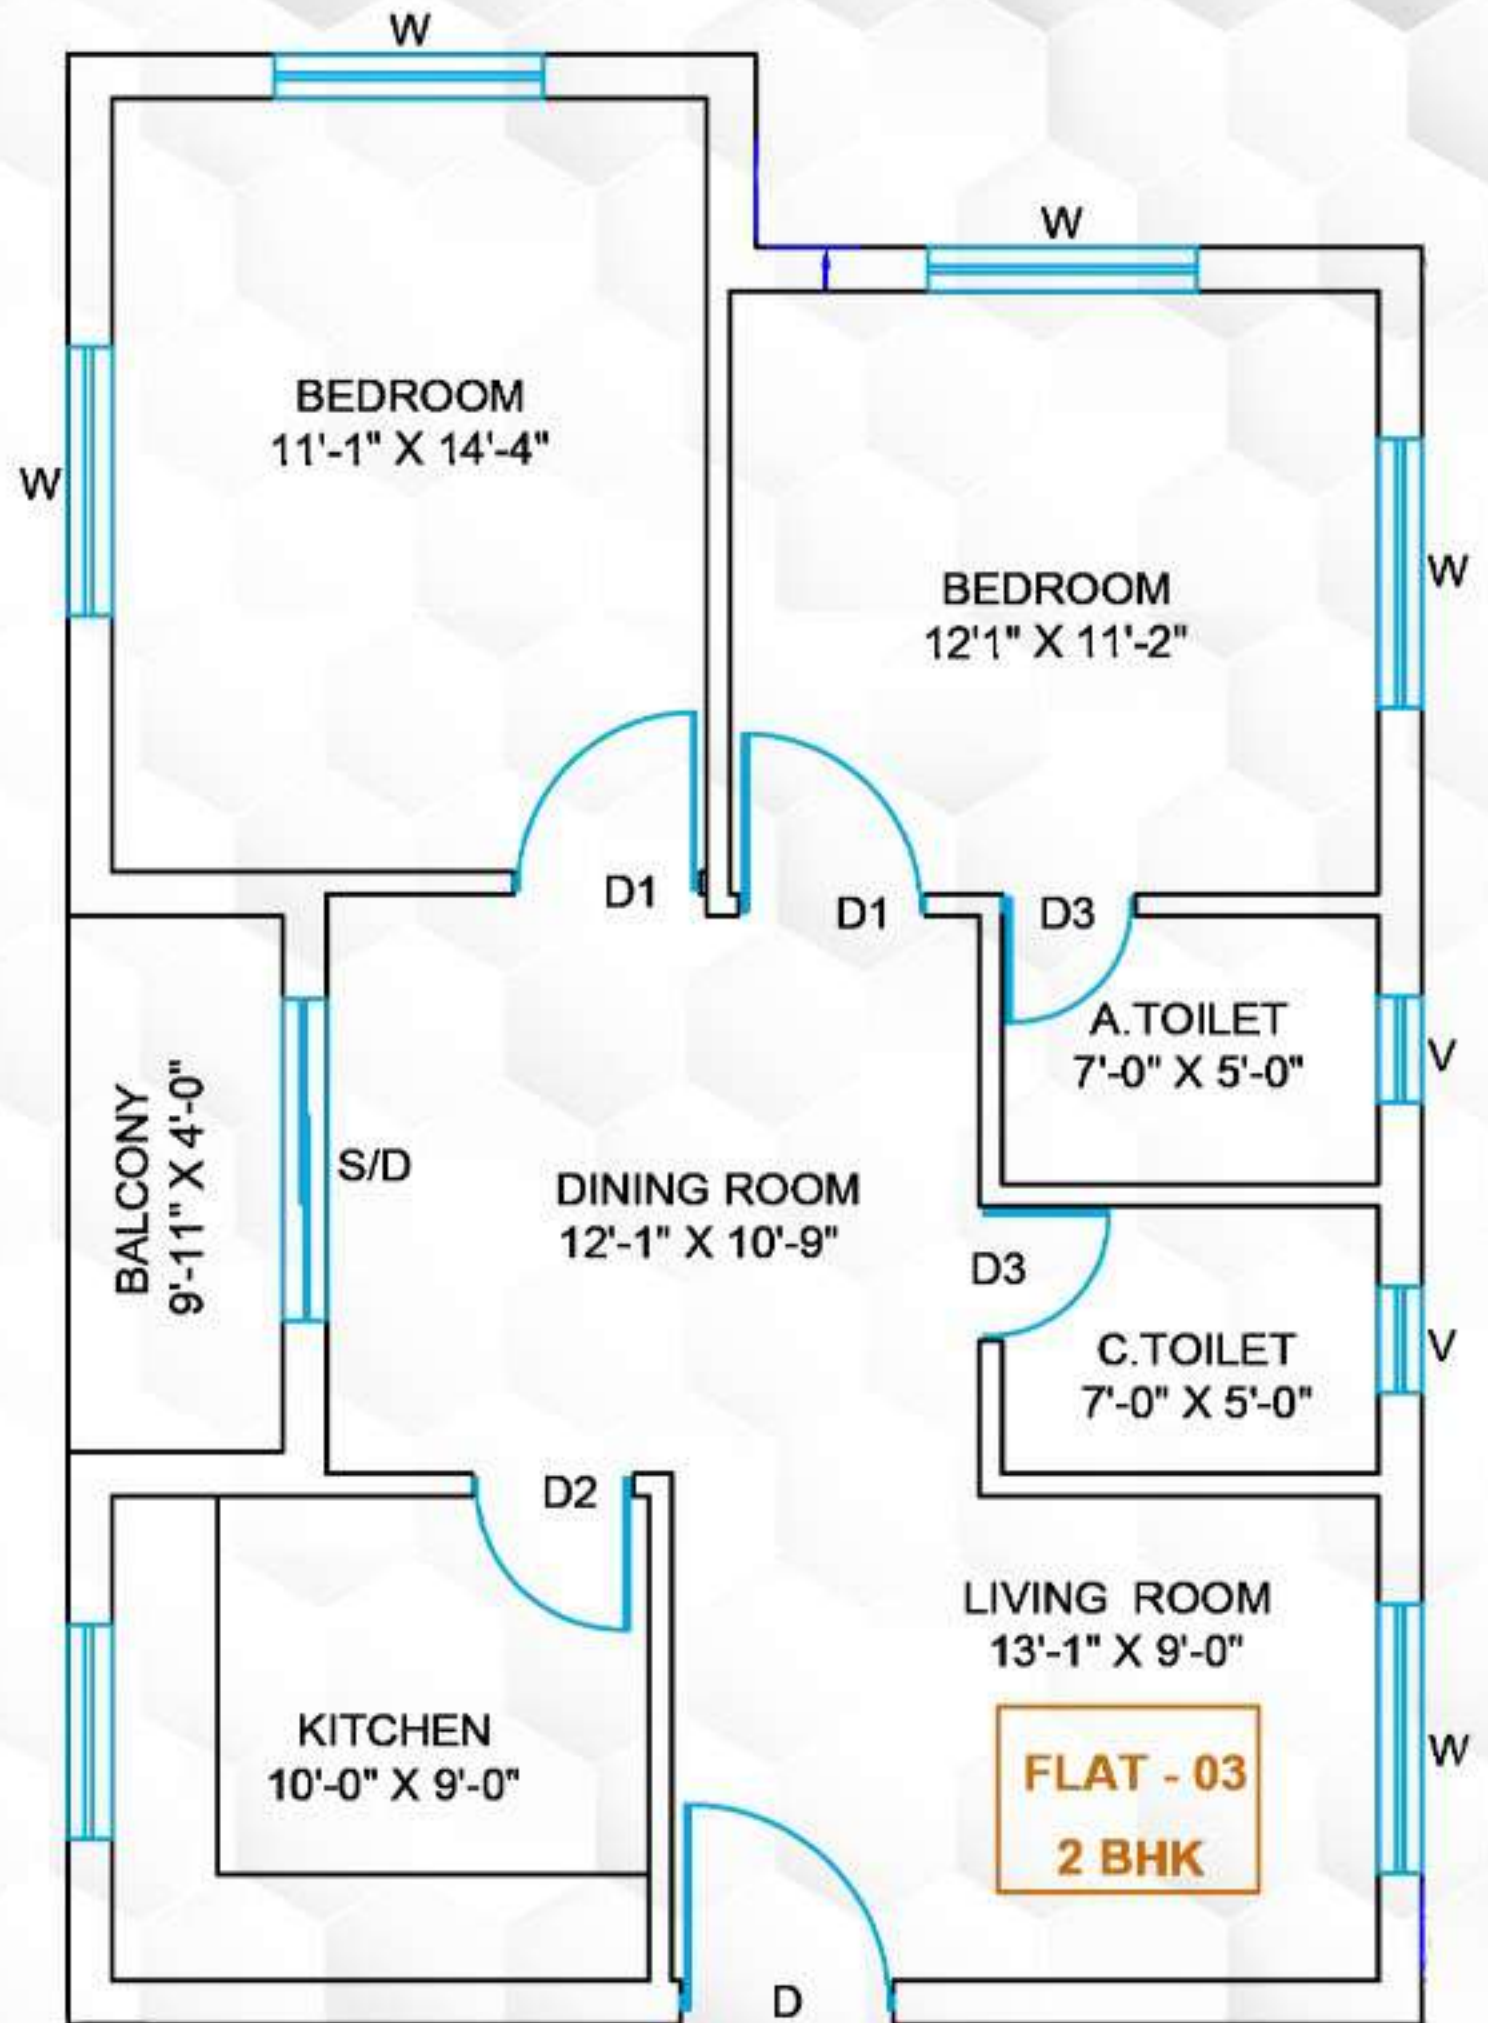 W
W
BEDROOM
11'-1" X 14'-4"
W
BEDROOM
12'1" X 11'-2"
W
D1
D1
D3
A.TOILET
7'-0" X 5'-0"
V
BALCONY
9'-11" X 4'-0"
S/D
DINING ROOM
12'-1" X 10'-9"
D3
C.TOILET
7'-0" X 5'-0"
V
D2
LIVING ROOM
13'-1" X 9'-0"
KITCHEN
10'-0" X 9'-0"
FLAT - 03
2 BHK
W
D